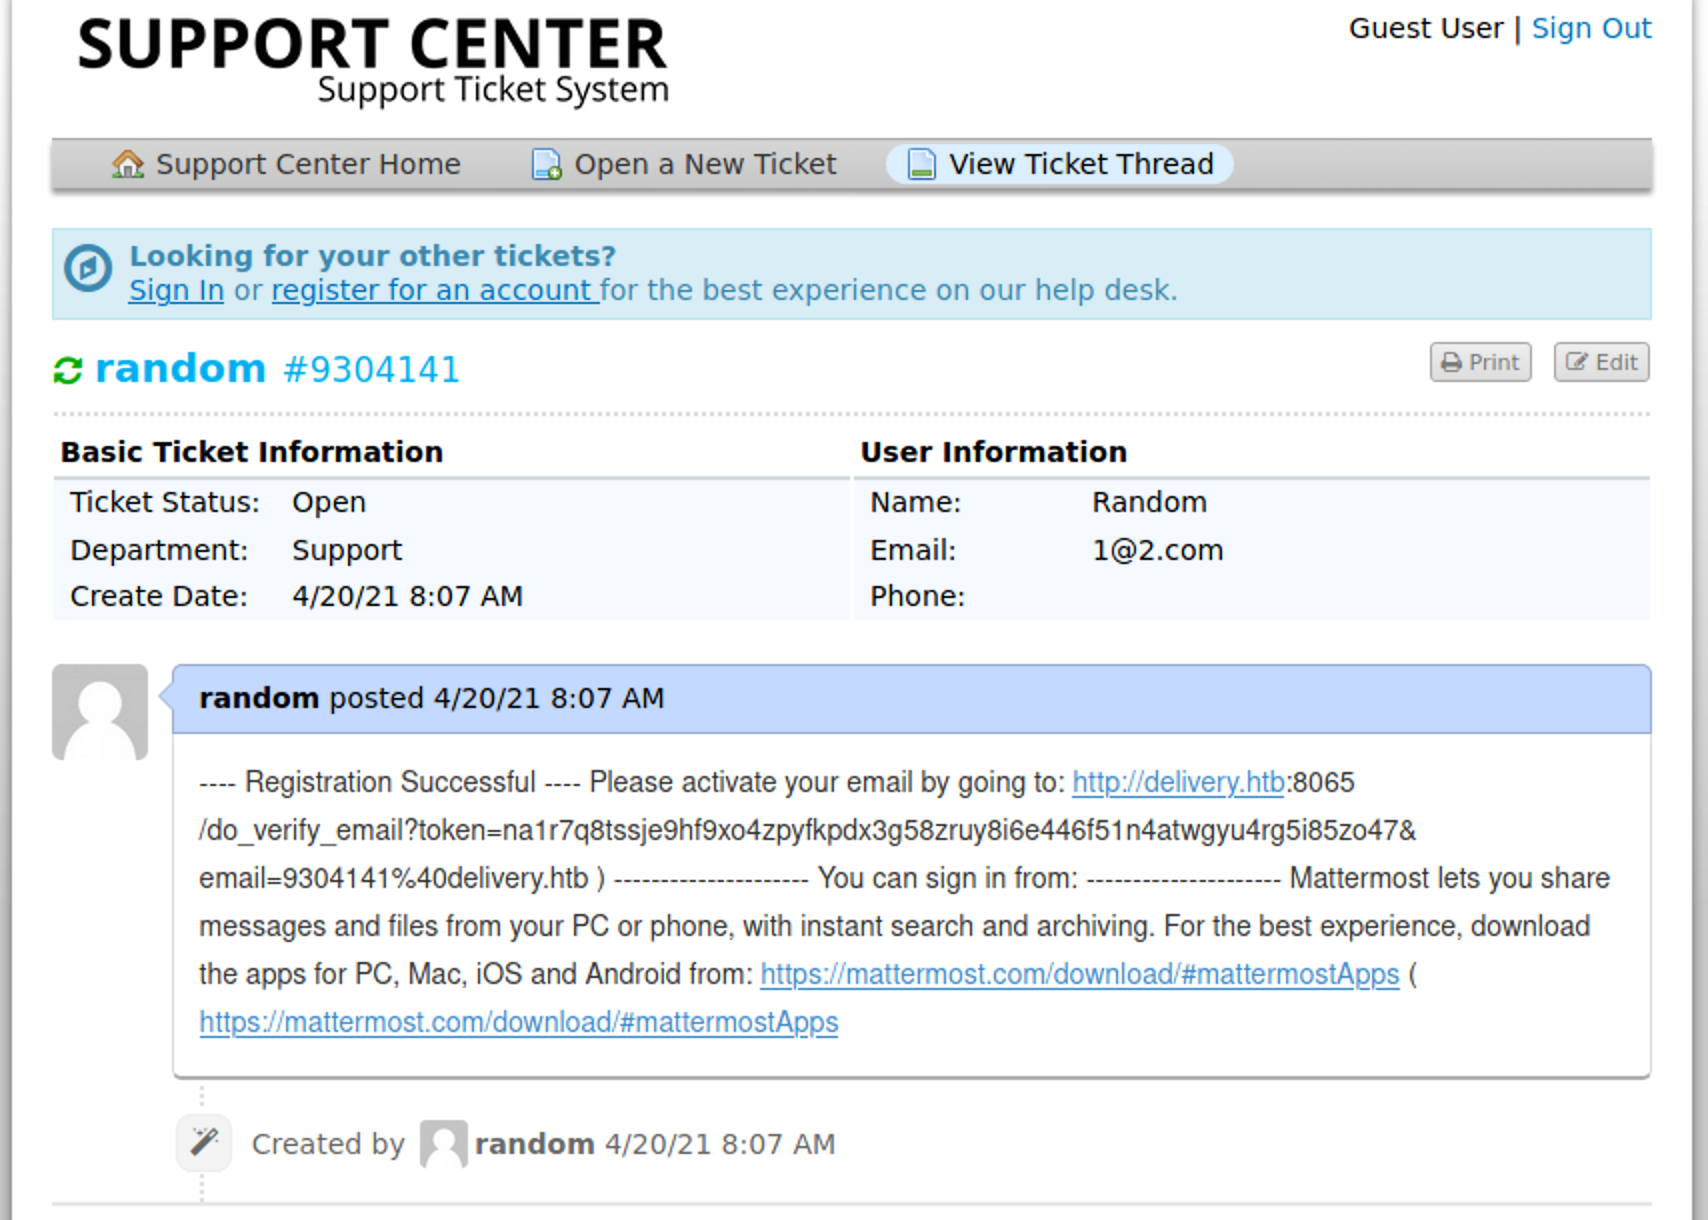 SUPPORT CENTER
Support Ticket System
Guest User | Sign Out
Support Center Home
Open a New Ticket
View Ticket Thread
Looking for your other tickets?
Sign In or register for an account for the best experience on our help desk.
random #9304141
Print
Edit
Basic Ticket Information
Ticket Status: Open
Department: Support
Create Date: 4/20/21 8:07 AM
User Information
Name: Random
Email: 1@2.com
Phone:
random posted 4/20/21 8:07 AM
---- Registration Successful ---- Please activate your email by going to: http://delivery.htb:8065
/do_verify_email?token=na1r7q8tssje9hf9xo4zpyfkpdx3g58zruy8i6e446f51n4atwgyu4rg5i85zo47&
email=9304141%40delivery.htb ) --------------------- You can sign in from: --------------------- Mattermost lets you share
messages and files from your PC or phone, with instant search and archiving. For the best experience, download
the apps for PC, Mac, iOS and Android from: https://mattermost.com/download/#mattermostApps (
https://mattermost.com/download/#mattermostApps
Created by random 4/20/21 8:07 AM